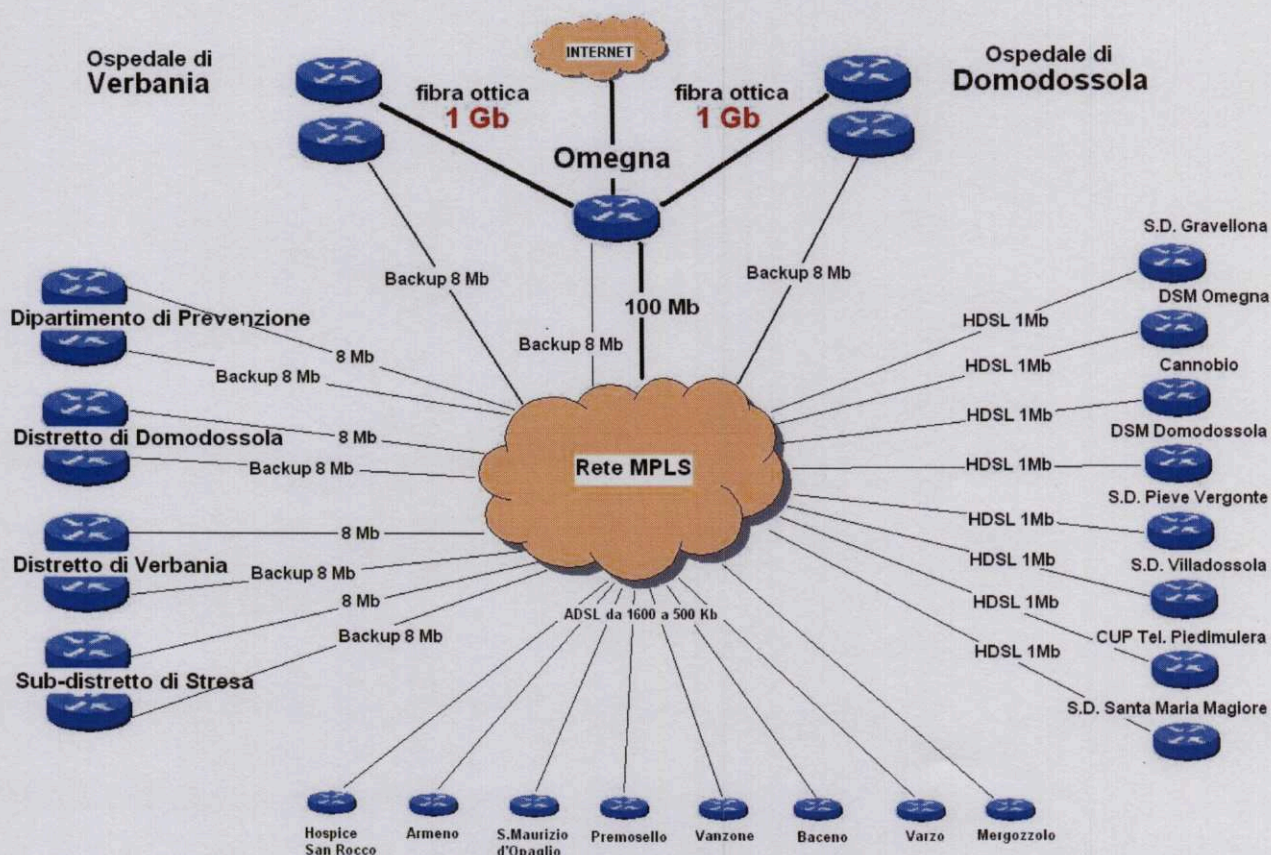 INTERNET
Ospedale di
Verbania
Ospedale di
Domodossola
fibra ottica
1 Gb
fibra ottica
1 Gb
Omegna
Backup 8 Mb
Backup 8 Mb
100 Mb
Backup 8 Mb
Dipartimento di Prevenzione
8 Mb
Backup 8 Mb
Distretto di Domodossola
8 Mb
Backup 8 Mb
Distretto di Verbania
8 Mb
Backup 8 Mb
Sub-distretto di Stresa
8 Mb
Backup 8 Mb
Rete MPLS
S.D. Gravellona
HDSL 1Mb
DSM Omegna
HDSL 1Mb
Cannobio
HDSL 1Mb
DSM Domodossola
HDSL 1Mb
S.D. Pieve Vergonte
HDSL 1Mb
S.D. Villadossola
HDSL 1Mb
CUP Tel. Piedimulera
HDSL 1Mb
S.D. Santa Maria Magiore
HDSL 1Mb
ADSL da 1600 a 500 Kb
Hospice
San Rocco
Armeno
S.Maurizio
d'Opaglio
Premosello
Vanzone
Baceno
Varzo
Mergozzolo